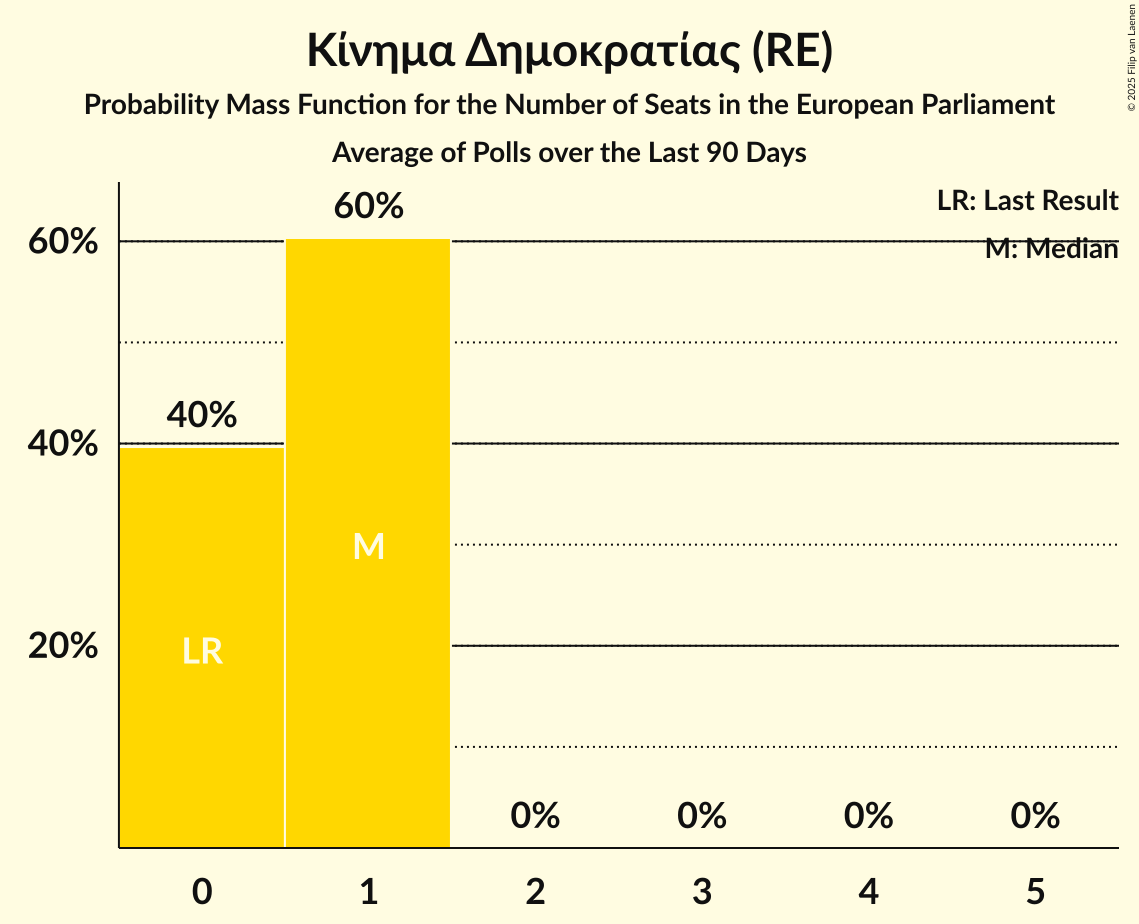 Κίνημα Δημοκρατίας (RE)
Probability Mass Function for the Number of Seats in the European Parliament
Average of Polls over the Last 90 Days
© 2025 Filip van Laenen
LR: Last Result
M: Median
60%
40%
20%
40%
60%
0%
0%
0%
0%
LR
M
0
1
2
3
4
5